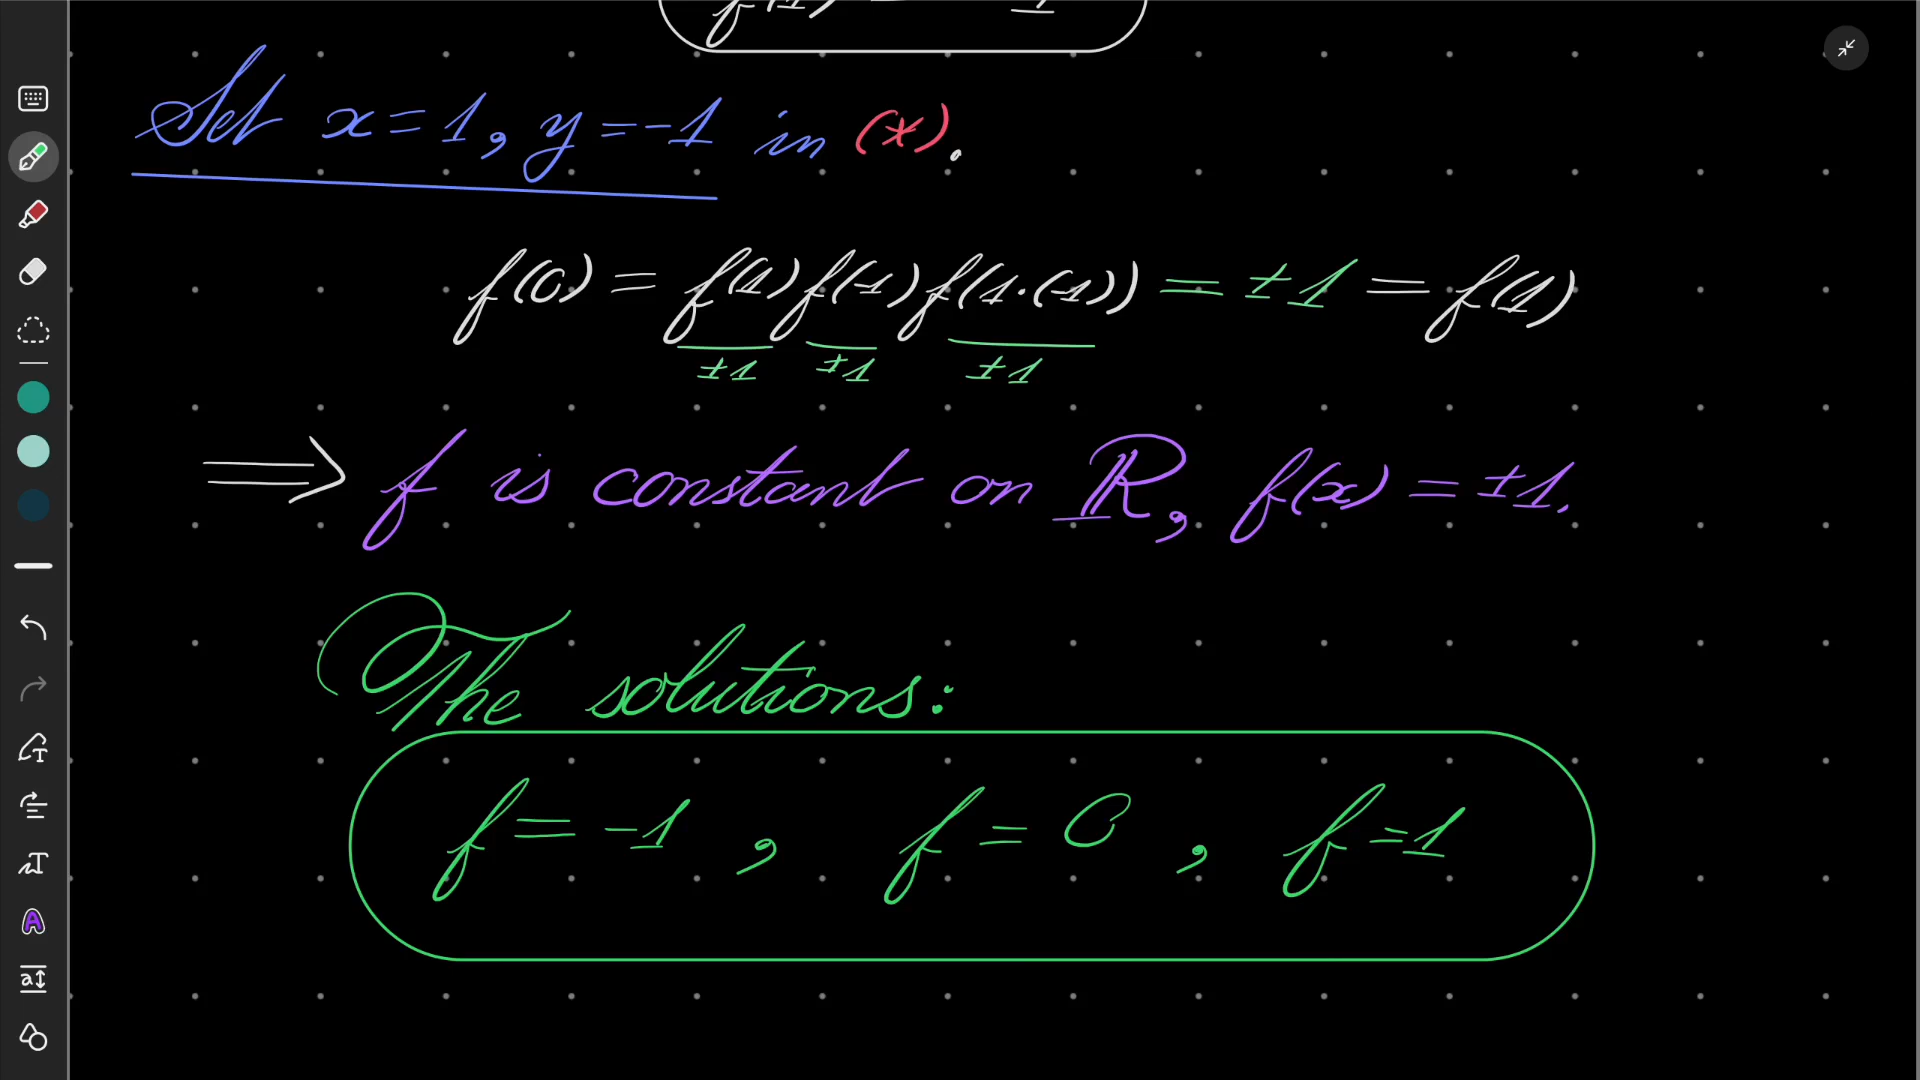 Set x=1, y=-1 in (*).
f(0) = f(1)f(-1)f(1·(-1)) = ±1 = f(1)
±1 ±1 ±1
⟹ f is constant on ℝ, f(x) = ±1.
The solutions:
f = -1 , f = 0 , f = 1